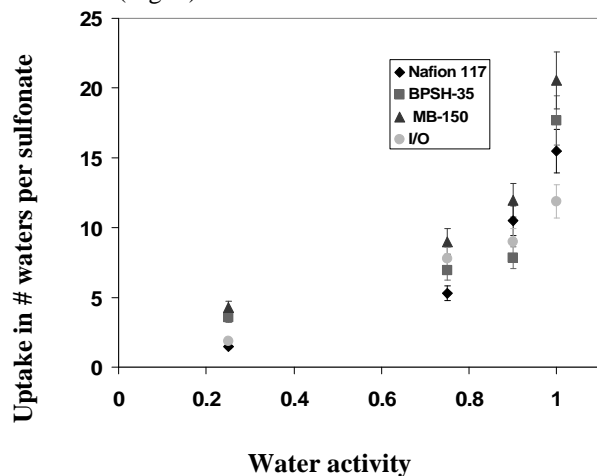 25
20
15
10
5
0
Uptake in # waters per sulfonate
Nafion 117
BPSH-35
MB-150
I/O
0 0.2 0.4 0.6 0.8 1
Water activity